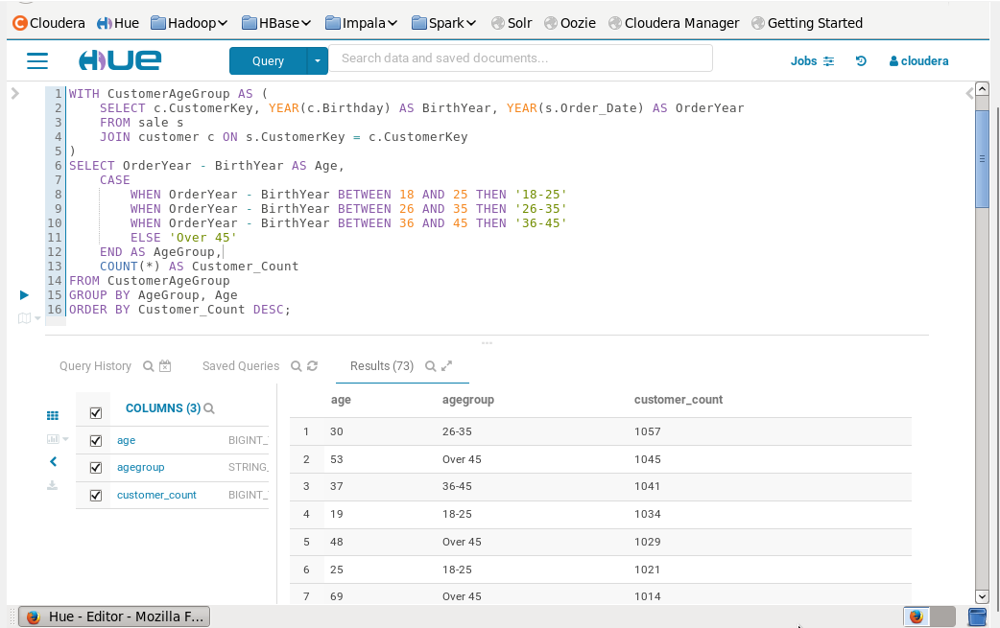 Cloudera Hue Hadoop HBase Impala Spark Solr Oozie Cloudera Manager Getting Started
HUE Query Search data and saved documents... Jobs cloudera
1 WITH CustomerAgeGroup AS (
2 SELECT c.CustomerKey, YEAR(c.Birthday) AS BirthYear, YEAR(s.Order_Date) AS OrderYear
3 FROM sale s
4 JOIN customer c ON s.CustomerKey = c.CustomerKey
5 )
6 SELECT OrderYear - BirthYear AS Age,
7 CASE
8 WHEN OrderYear - BirthYear BETWEEN 18 AND 25 THEN '18-25'
9 WHEN OrderYear - BirthYear BETWEEN 26 AND 35 THEN '26-35'
10 WHEN OrderYear - BirthYear BETWEEN 36 AND 45 THEN '36-45'
11 ELSE 'Over 45'
12 END AS AgeGroup,
13 COUNT(*) AS Customer_Count
14 FROM CustomerAgeGroup
15 GROUP BY AgeGroup, Age
16 ORDER BY Customer_Count DESC;
Query History Saved Queries Results (73)
COLUMNS (3)
age BIGINT_
agegroup STRING_
customer_count BIGINT_
age agegroup customer_count
1 30 26-35 1057
2 53 Over 45 1045
3 37 36-45 1041
4 19 18-25 1034
5 48 Over 45 1029
6 25 18-25 1021
7 69 Over 45 1014
Hue - Editor - Mozilla F...